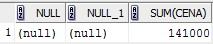 NULL NULL_1 SUM(CENA)
1 (null) (null) 141000